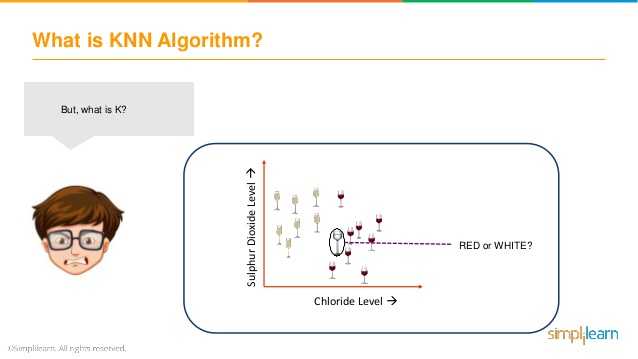 What is KNN Algorithm?
But, what is K?
Sulphur Dioxide Level →
RED or WHITE?
Chloride Level →
©Simplilearn. All rights reserved.
simplilearn